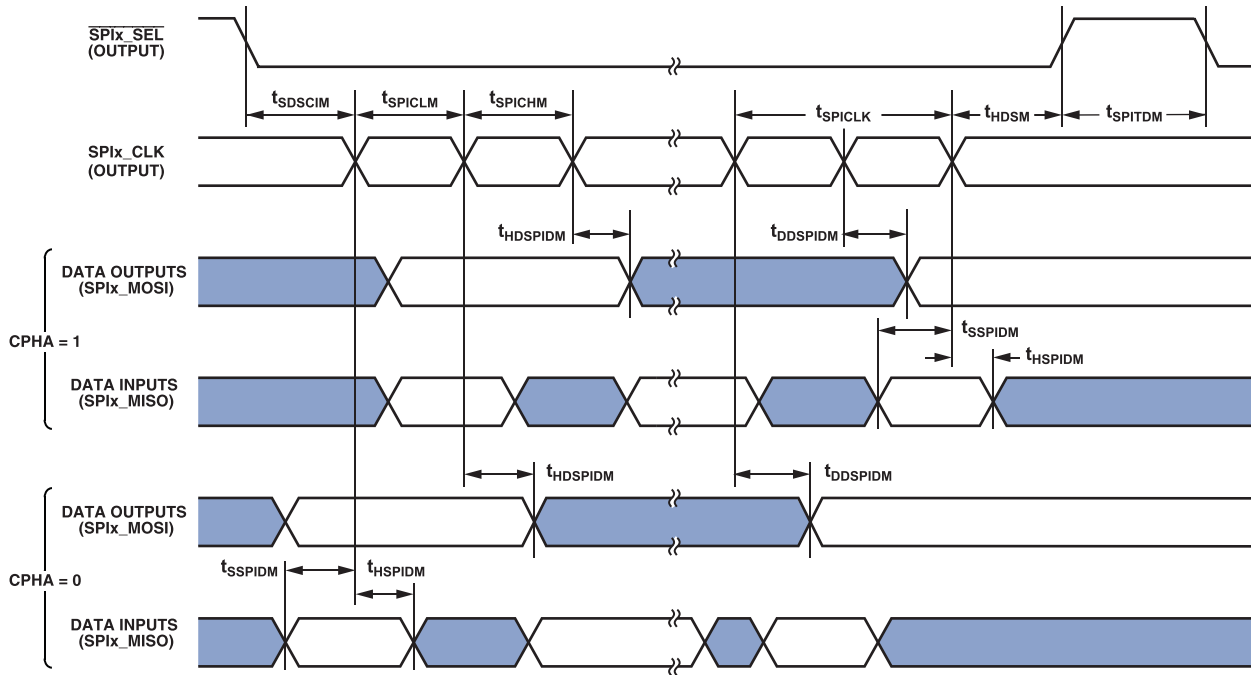 SPIx_SEL
(OUTPUT)
tSDSCIM
tSPICLM
tSPICHM
tSPICLK
tHDSM
tSPITDM
SPIx_CLK
(OUTPUT)
tHDSPIDM
tDDSPIDM
CPHA = 1
DATA OUTPUTS
(SPIx_MOSI)
tSSPIDM
tHSPIDM
DATA INPUTS
(SPIx_MISO)
tHDSPIDM
tDDSPIDM
CPHA = 0
DATA OUTPUTS
(SPIx_MOSI)
tSSPIDM
tHSPIDM
DATA INPUTS
(SPIx_MISO)